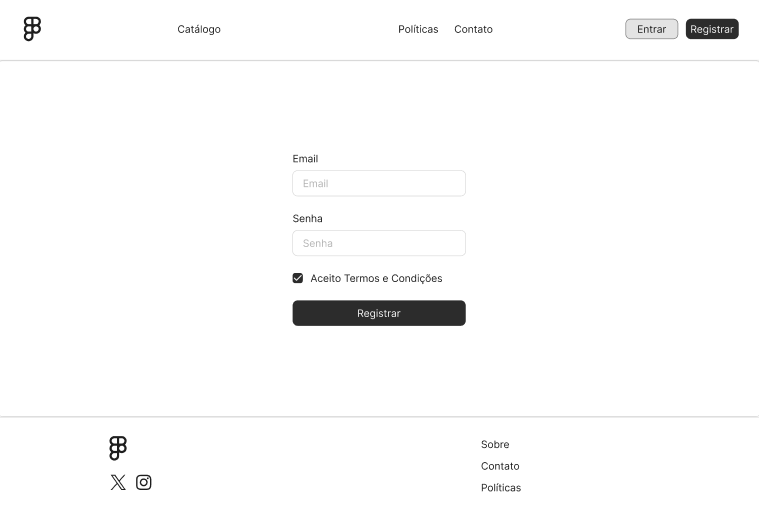 Catálogo
Políticas
Contato
Entrar
Registrar
Email
Email
Senha
Senha
Aceito Termos e Condições
Registrar
Sobre
Contato
Políticas